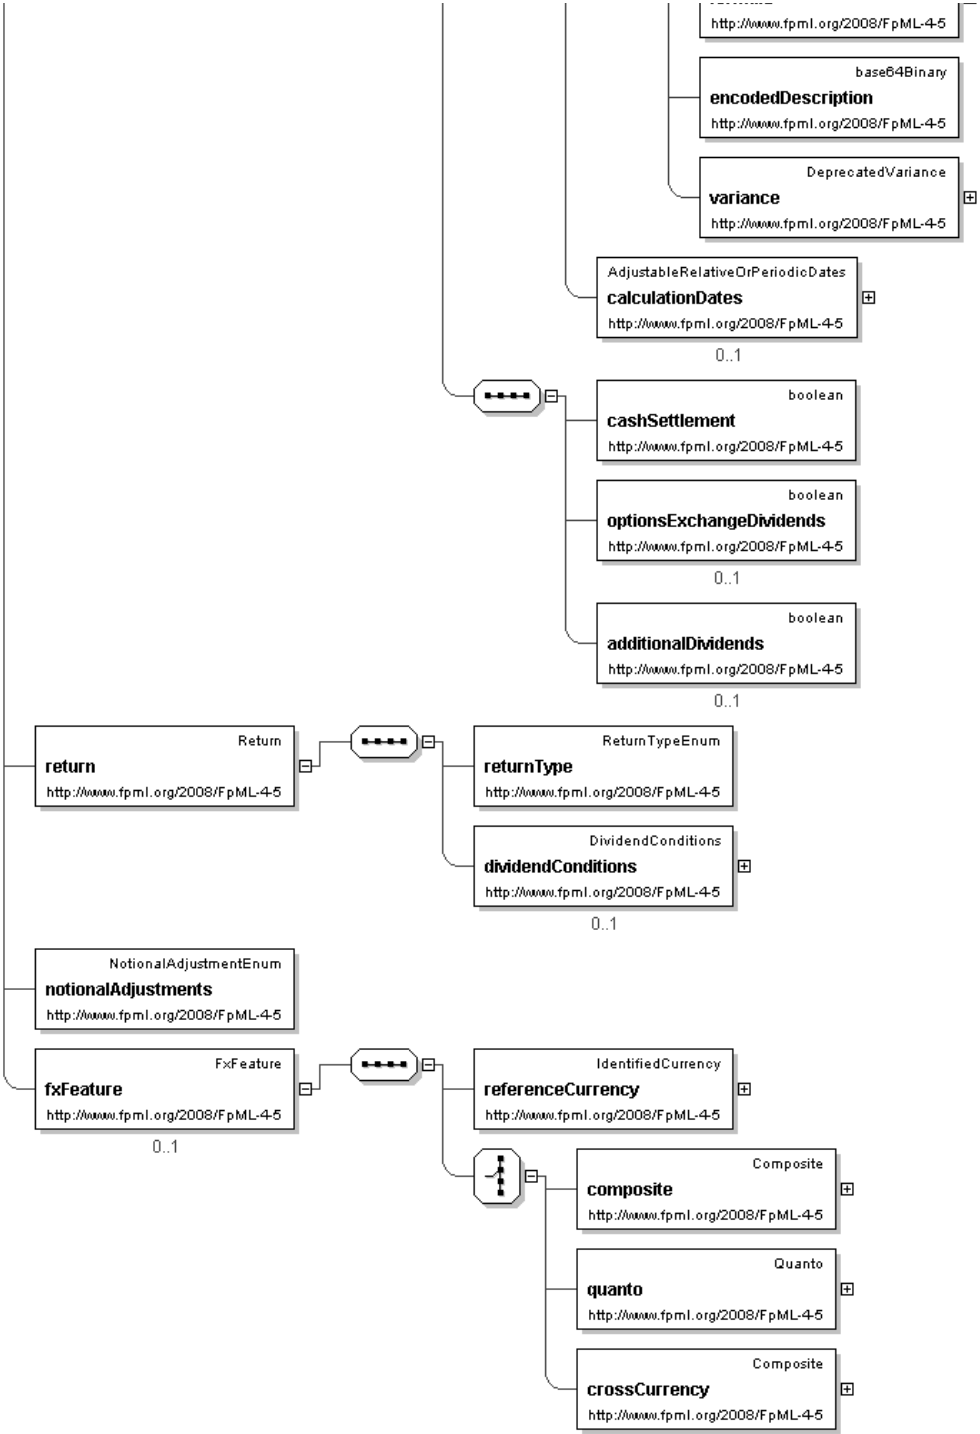 http://www.fpml.org/2008/FpML-4-5
base64Binary
encodedDescription
http://www.fpml.org/2008/FpML-4-5
DeprecatedVariance
variance
http://www.fpml.org/2008/FpML-4-5
AdjustableRelativeOrPeriodicDates
calculationDates
http://www.fpml.org/2008/FpML-4-5
0..1
boolean
cashSettlement
http://www.fpml.org/2008/FpML-4-5
boolean
optionsExchangeDividends
http://www.fpml.org/2008/FpML-4-5
0..1
boolean
additionalDividends
http://www.fpml.org/2008/FpML-4-5
0..1
Return
return
http://www.fpml.org/2008/FpML-4-5
ReturnTypeEnum
returnType
http://www.fpml.org/2008/FpML-4-5
DividendConditions
dividendConditions
http://www.fpml.org/2008/FpML-4-5
0..1
NotionalAdjustmentEnum
notionalAdjustments
http://www.fpml.org/2008/FpML-4-5
FxFeature
fxFeature
http://www.fpml.org/2008/FpML-4-5
0..1
IdentifiedCurrency
referenceCurrency
http://www.fpml.org/2008/FpML-4-5
Composite
composite
http://www.fpml.org/2008/FpML-4-5
Quanto
quanto
http://www.fpml.org/2008/FpML-4-5
Composite
crossCurrency
http://www.fpml.org/2008/FpML-4-5